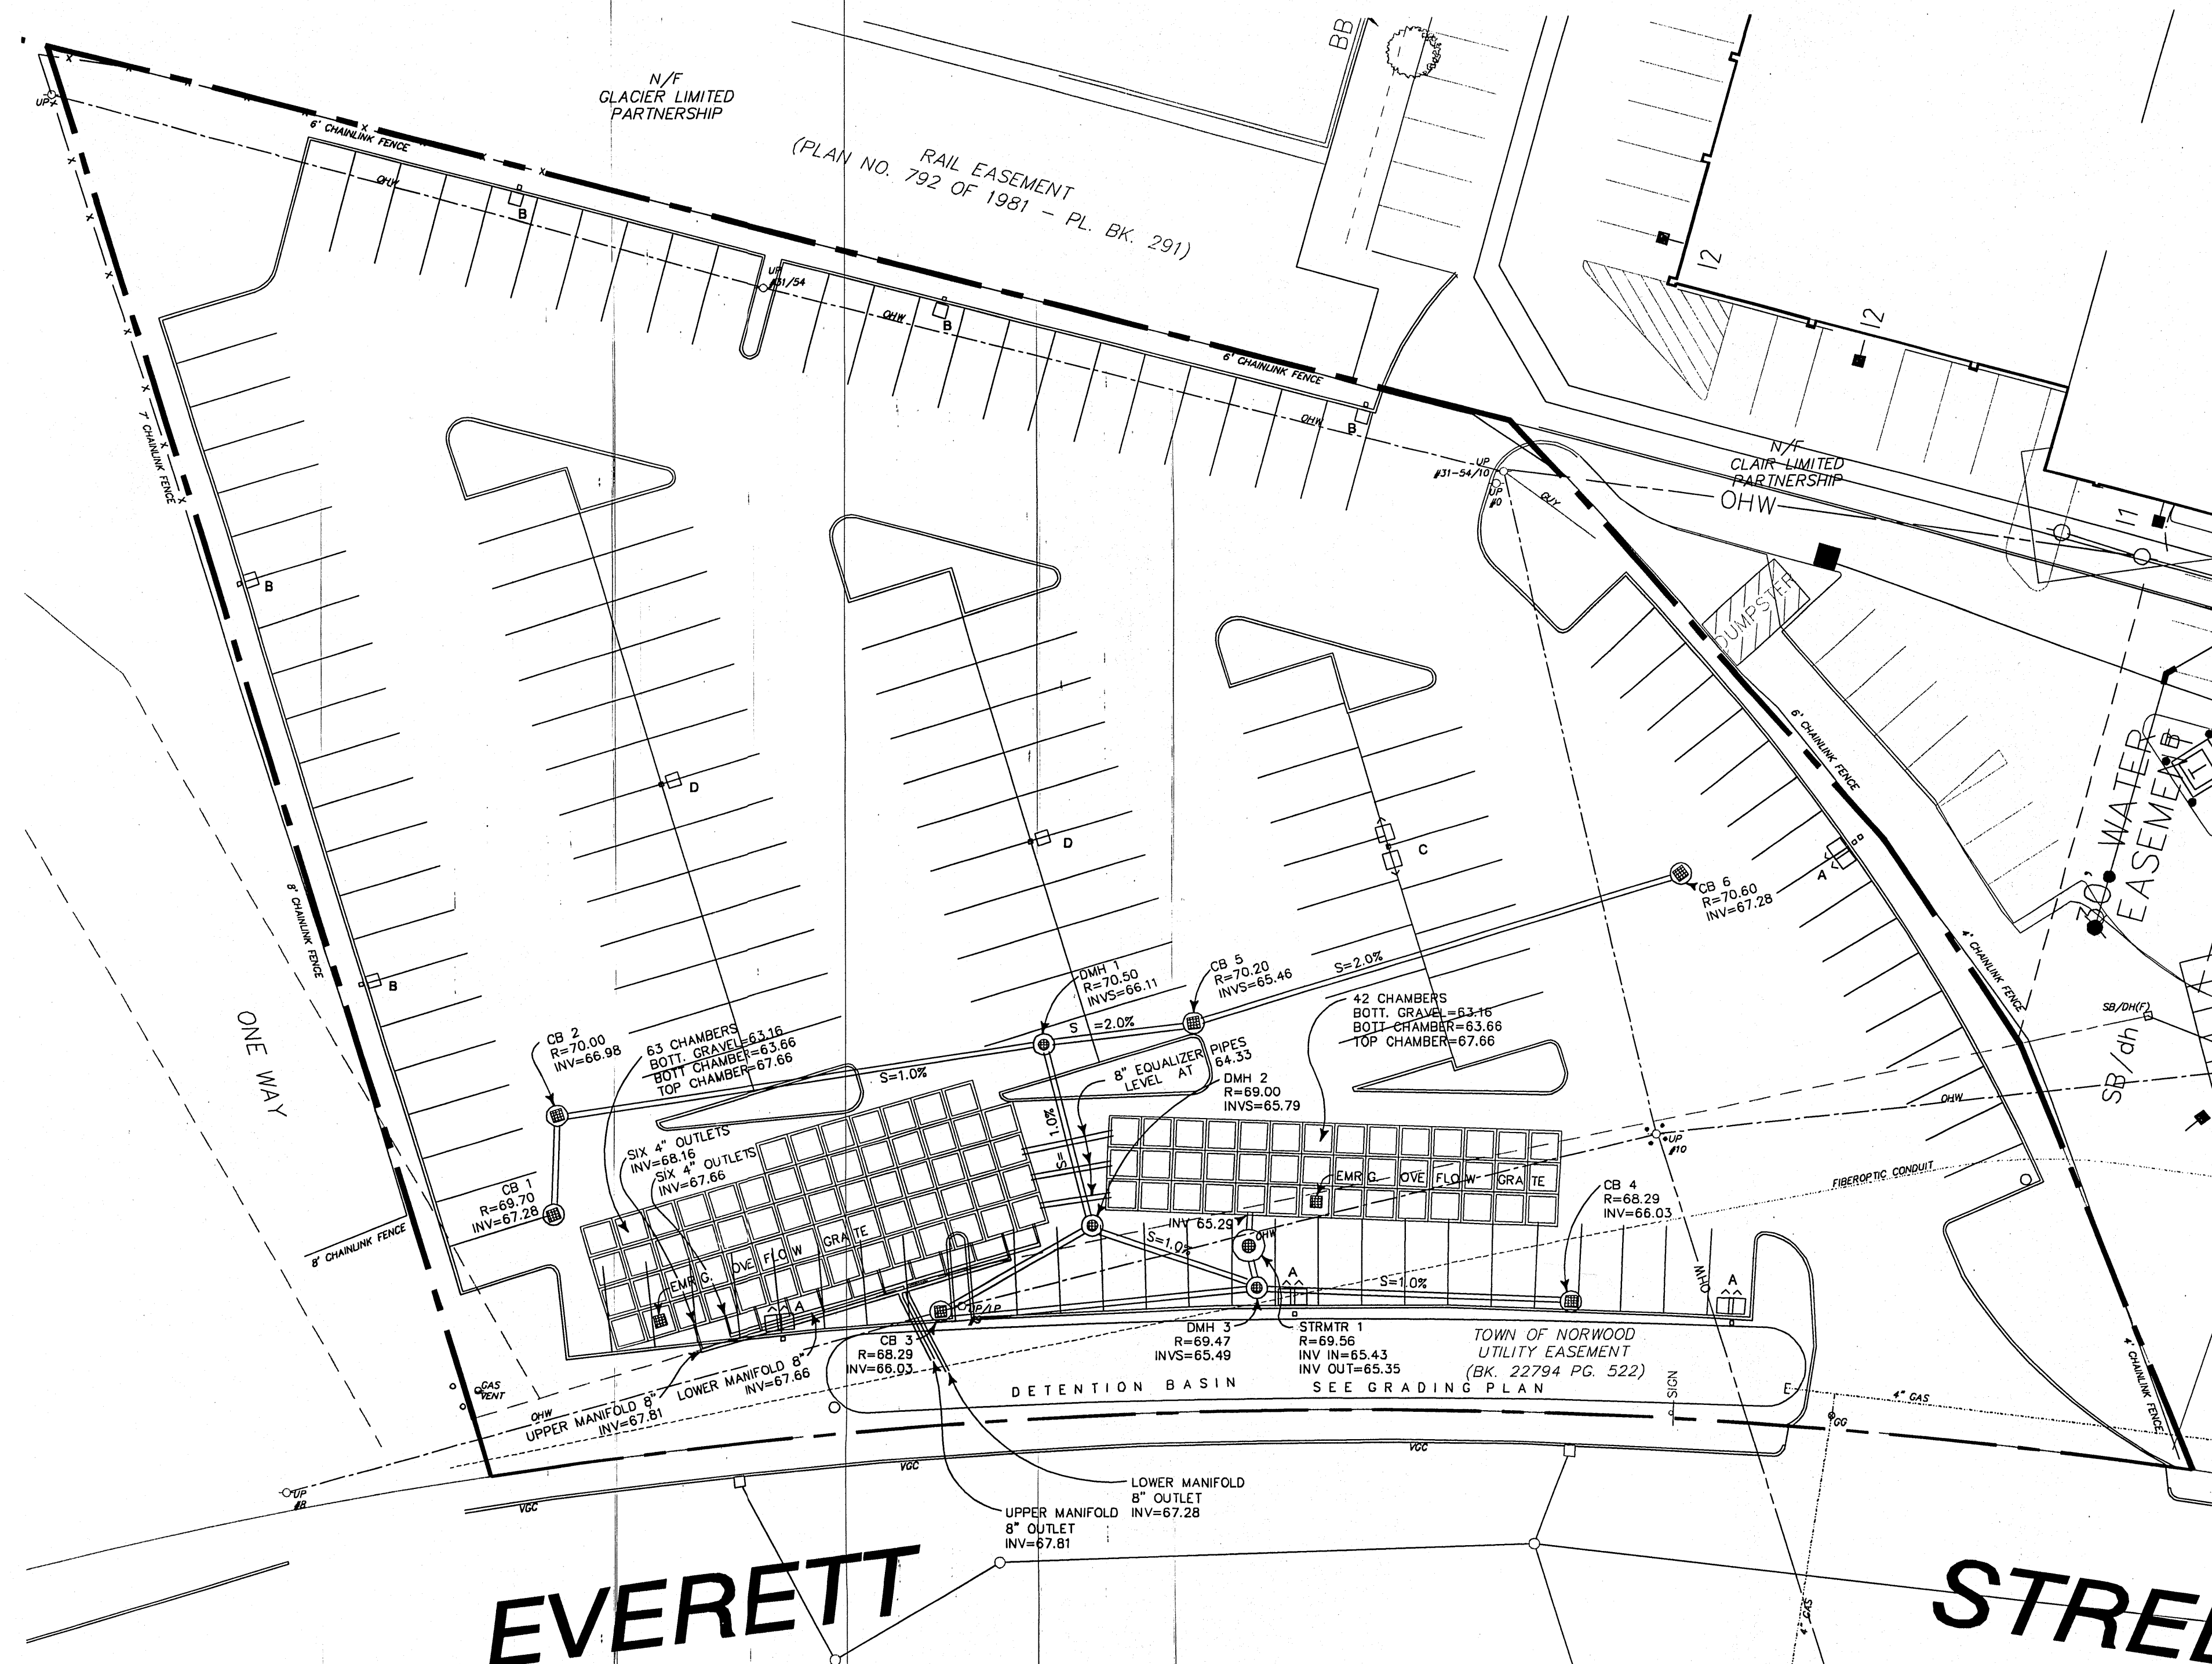 N/F
GLACIER LIMITED
PARTNERSHIP
RAIL EASEMENT
(PLAN NO. 792 OF 1981 - PL. BK. 291)
BB
12
12
11
UP
6' CHAINLINK FENCE
OHW
B
UP
#31/54
OHW
B
6' CHAINLINK FENCE
OHW
B
UP
#31-54/10
UP
#0
GUY
N/F
CLAIR LIMITED
PARTNERSHIP
OHW
DUMPSTER
7' CHAINLINK FENCE
B
D
D
C
A
6' CHAINLINK FENCE
30' WATER
EASEMENT
8' CHAINLINK FENCE
B
CB 6
R=70.60
INV=67.28
4' CHAINLINK FENCE
SB/DH(F)
SB/dh
ONE WAY
DMH 1
R=70.50
INVS=66.11
CB 5
R=70.20
INVS=65.46
S=2.0%
S =2.0%
42 CHAMBERS
BOTT. GRAVEL=63.16
BOTT CHAMBER=63.66
TOP CHAMBER=67.66
CB 2
R=70.00
INV=66.98
63 CHAMBERS
BOTT. GRAVEL=63.16
BOTT CHAMBER=63.66
TOP CHAMBER=67.66
S=1.0%
8" EQUALIZER PIPES
LEVEL AT 64.33
DMH 2
R=69.00
INVS=65.79
S= 1.0%
OHW
UP
#10
SIX 4" OUTLETS
INV=68.16
SIX 4" OUTLETS
INV=67.66
CB 1
R=69.70
INV=67.28
EMRG. OVE FLOW GRATE
EMRG. OVE FLOW GRATE
FIBEROPTIC CONDUIT
CB 4
R=68.29
INV=66.03
INV 65.29
OHW
S=1.0%
S=1.0%
8' CHAINLINK FENCE
A
A
A
OHW
UP/LP
CB 3
R=68.29
INV=66.03
DMH 3
R=69.47
INVS=65.49
STRMTR 1
R=69.56
INV IN=65.43
INV OUT=65.35
TOWN OF NORWOOD
UTILITY EASEMENT
(BK. 22794 PG. 522)
DETENTION BASIN SEE GRADING PLAN
SIGN
E
4" GAS
GG
4' CHAINLINK FENCE
GAS
VENT
OHW
UPPER MANIFOLD 8"
INV=67.81
LOWER MANIFOLD 8"
INV=67.66
VGC
VGC
VGC
UP
#8
LOWER MANIFOLD
8" OUTLET
INV=67.28
UPPER MANIFOLD
8" OUTLET
INV=67.81
4" GAS
EVERETT
STREE